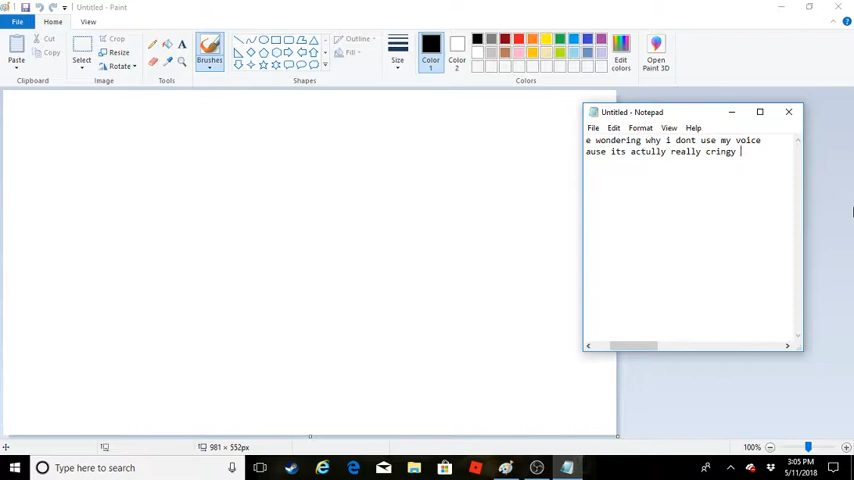 Untitled - Paint
File Home View
Cut
Copy
Paste
Clipboard
Crop
Resize
Rotate
Select
Image
Tools
Brushes
Outline
Fill
Shapes
Size
Color 1
Color 2
Colors
Edit colors
Open Paint 3D
Untitled - Notepad
File Edit Format View Help
e wondering why i dont use my voice
ause its actully really cringy
981 × 552px
100%
Type here to search
3:05 PM
5/11/2018